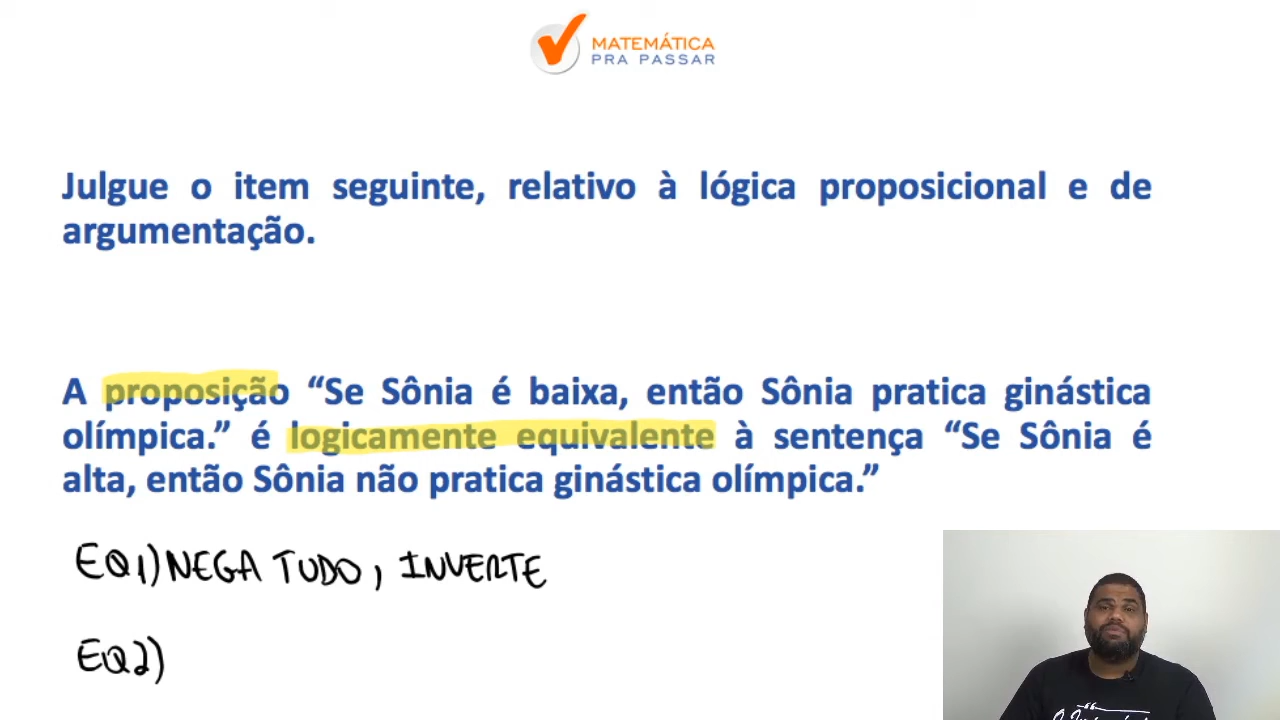 MATEMÁTICA
PRA PASSAR
Julgue o item seguinte, relativo à lógica proposicional e de
argumentação.
A proposição “Se Sônia é baixa, então Sônia pratica ginástica
olímpica.” é logicamente equivalente à sentença “Se Sônia é
alta, então Sônia não pratica ginástica olímpica.”
EQ1) NEGA TUDO, INVERTE
EQ2)